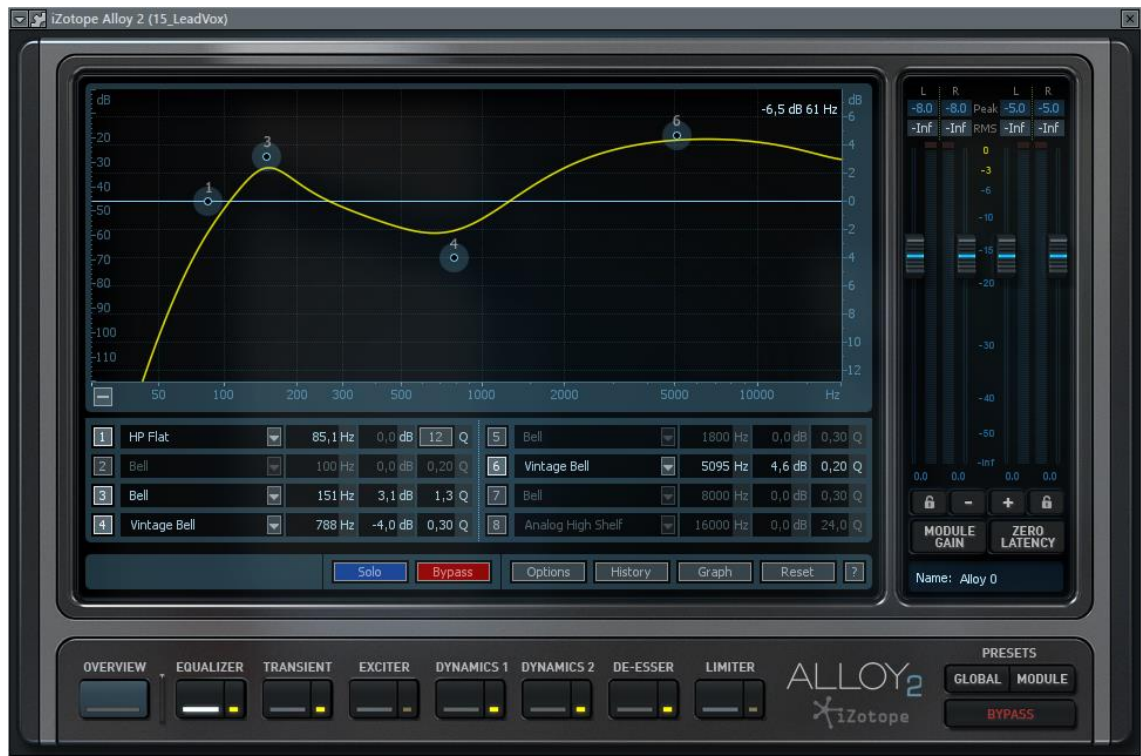 iZotope Alloy 2 (15_LeadVox)
dB
-20
-30
-40
-50
-60
-70
-80
-90
-100
-110
1
3
4
6
-6,5 dB 61 Hz
dB
-6
-4
-2
-0
-2
-4
-6
-8
-10
-12
50 100 200 300 500 1000 2000 5000 10000 Hz
1 HP Flat 85,1 Hz 0,0 dB 12 Q
2 Bell 100 Hz 0,0 dB 0,20 Q
3 Bell 151 Hz 3,1 dB 1,3 Q
4 Vintage Bell 788 Hz -4,0 dB 0,30 Q
5 Bell 1800 Hz 0,0 dB 0,30 Q
6 Vintage Bell 5095 Hz 4,6 dB 0,20 Q
7 Bell 8000 Hz 0,0 dB 0,30 Q
8 Analog High Shelf 16000 Hz 0,0 dB 24,0 Q
Solo Bypass Options History Graph Reset ?
L R L R
-8.0 -8.0 Peak -5.0 -5.0
-Inf -Inf RMS -Inf -Inf
0
-3
-6
-10
-15
-20
-30
-40
-50
-Inf
0.0 0.0 0.0 0.0
- +
MODULE GAIN
ZERO LATENCY
Name: Alloy 0
OVERVIEW EQUALIZER TRANSIENT EXCITER DYNAMICS 1 DYNAMICS 2 DE-ESSER LIMITER
ALLOY 2
iZotope
PRESETS
GLOBAL MODULE
BYPASS